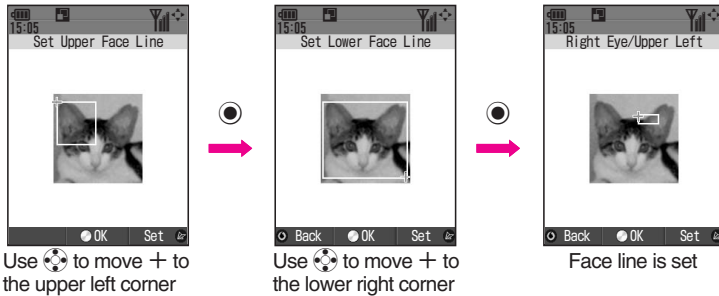 15:05
Set Upper Face Line
OK Set
Use to move + to
the upper left corner
15:05
Set Lower Face Line
Back OK Set
Use to move + to
the lower right corner
15:05
Right Eye/Upper Left
Back OK Set
Face line is set